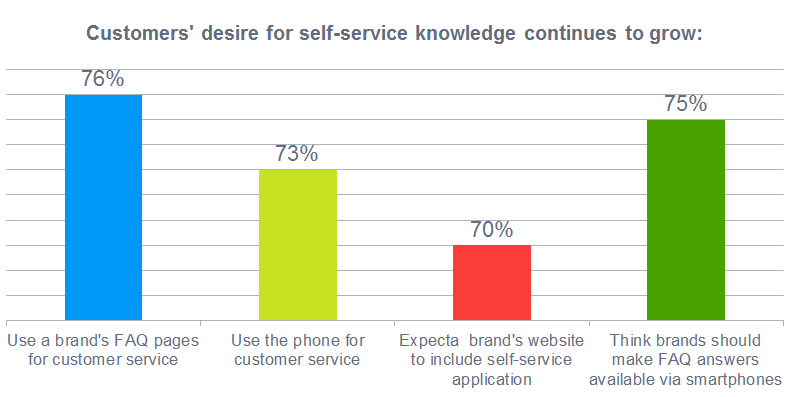 Customers' desire for self-service knowledge continues to grow:
76%
73%
70%
75%
Use a brand's FAQ pages
for customer service
Use the phone for
customer service
Expecta brand's website
to include self-service
application
Think brands should
make FAQ answers
available via smartphones